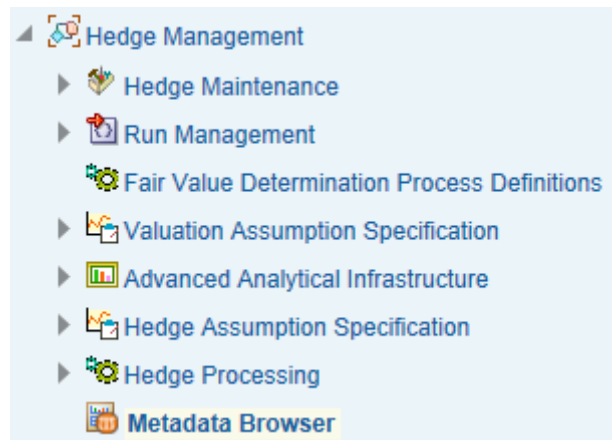 Hedge Management
Hedge Maintenance
Run Management
Fair Value Determination Process Definitions
Valuation Assumption Specification
Advanced Analytical Infrastructure
Hedge Assumption Specification
Hedge Processing
Metadata Browser